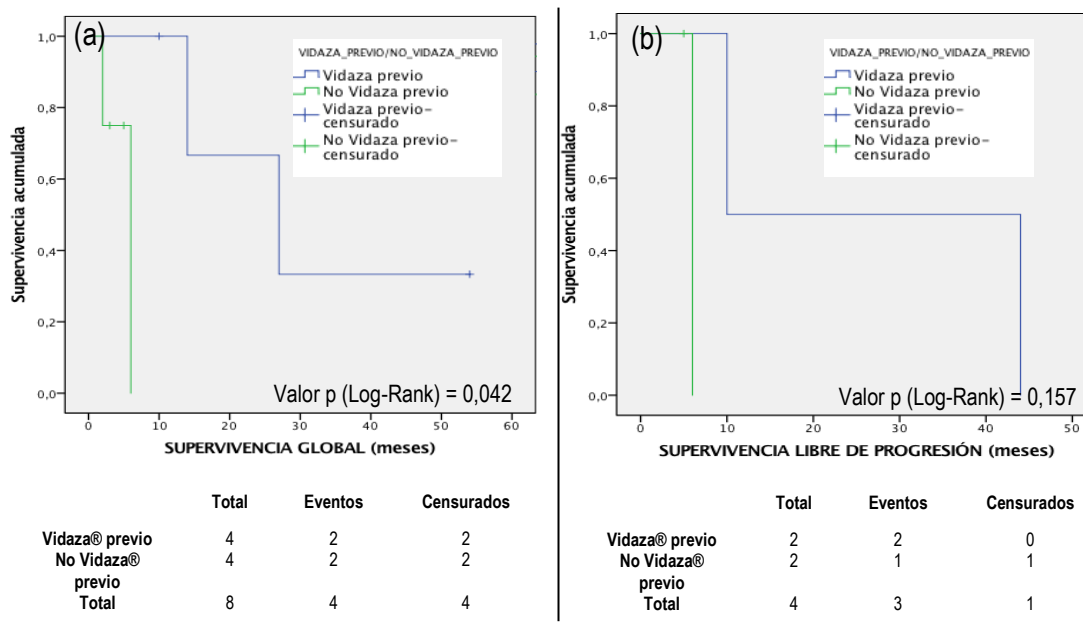 (a)
VIDAZA_PREVIO/NO_VIDAZA_PREVIO
Vidaza previo
No Vidaza previo
Vidaza previo-
censurado
No Vidaza previo-
censurado
Supervivencia acumulada
1,0
0,8
0,6
0,4
0,2
0,0
Valor p (Log-Rank) = 0,042
0 10 20 30 40 50 60
SUPERVIVENCIA GLOBAL (meses)
Total Eventos Censurados
Vidaza® previo 4 2 2
No Vidaza® 4 2 2
previo
Total 8 4 4
(b)
VIDAZA_PREVIO/NO_VIDAZA_PREVIO
Vidaza previo
No Vidaza previo
Vidaza previo-
censurado
No Vidaza previo-
censurado
Supervivencia acumulada
1,0
0,8
0,6
0,4
0,2
0,0
Valor p (Log-Rank) = 0,157
0 10 20 30 40 50
SUPERVIVENCIA LIBRE DE PROGRESIÓN (meses)
Total Eventos Censurados
Vidaza® previo 2 2 0
No Vidaza® 2 1 1
previo
Total 4 3 1